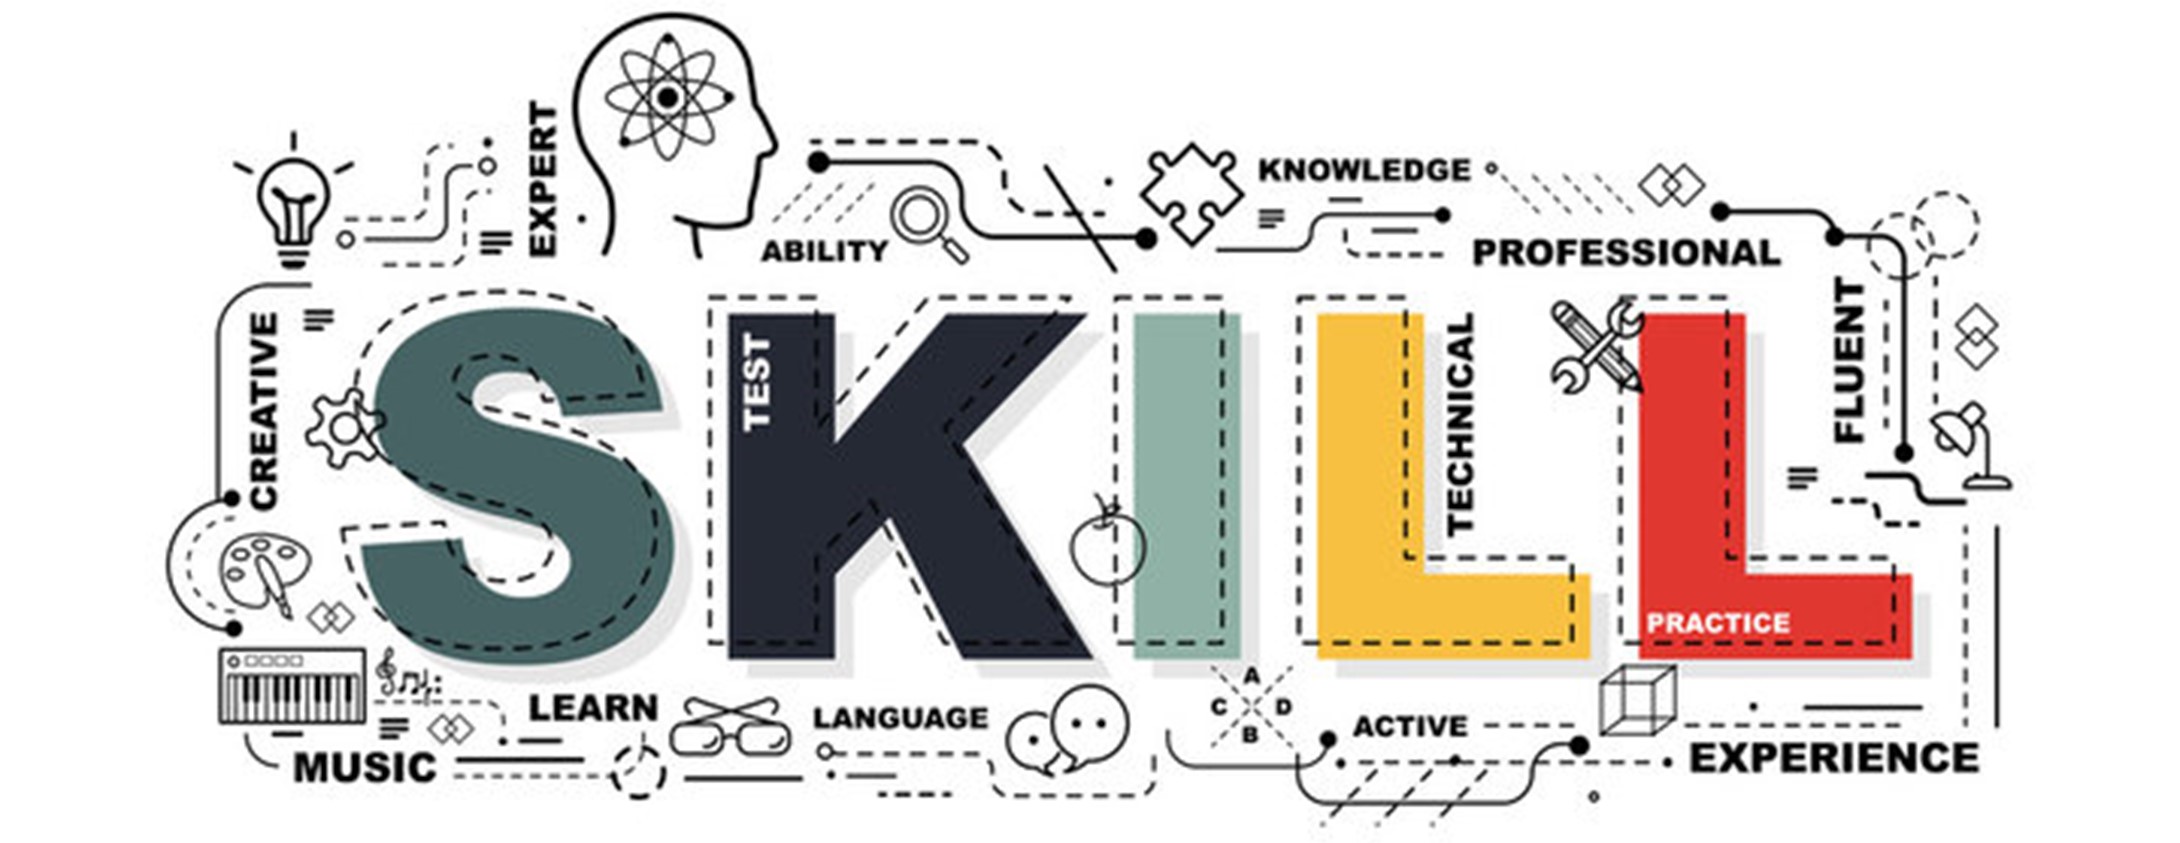 EXPERT
KNOWLEDGE
ABILITY
PROFESSIONAL
CREATIVE
SKILL
TEST
TECHNICAL
FLUENT
PRACTICE
A
C D
B
LEARN
LANGUAGE
ACTIVE
MUSIC
EXPERIENCE